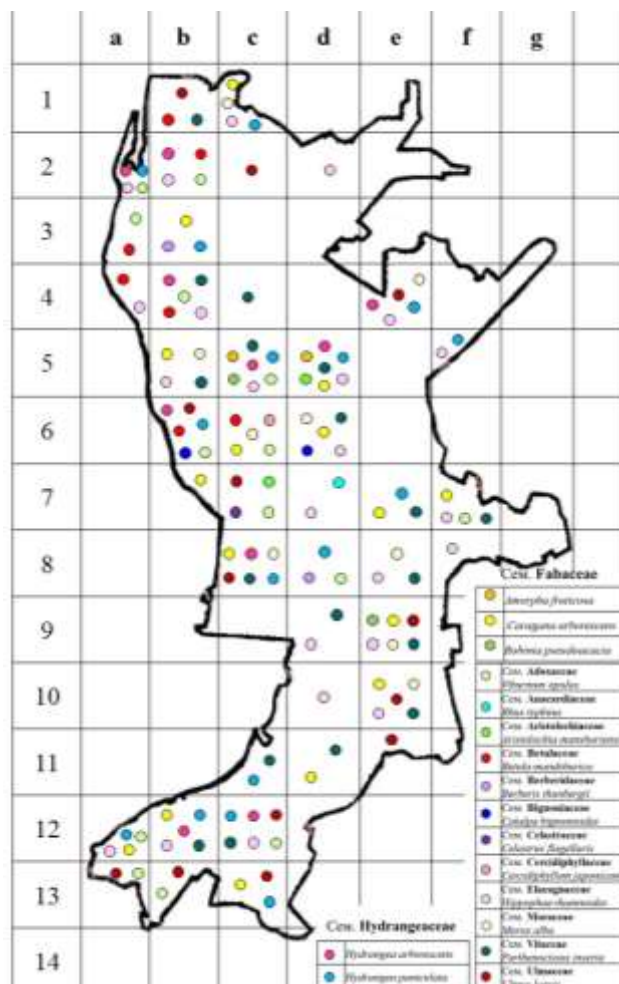 a b c d e f g
1
2
3
4
5
6
7
8
9
10
11
12
13
14
Сем. Fabaceae
Amorpha fruticosa
Caragana arborescens
Robinia pseudoacacia
Сем. Adoxaceae
Viburnum opulus
Сем. Anacardiaceae
Rhus typhina
Сем. Aristolochiaceae
Aristolochia manshuriensis
Сем. Betulaceae
Betula mandshurica
Сем. Berberidaceae
Berberis thunbergii
Сем. Bignoniaceae
Catalpa bignonioides
Сем. Celastraceae
Celastrus flagellaris
Сем. Cercidiphyllaceae
Cercidiphyllum japonicum
Сем. Elaeagnaceae
Hippophae rhamnoides
Сем. Moraceae
Morus alba
Сем. Vitaceae
Parthenocissus inserta
Сем. Ulmaceae
Сем. Hydrangeaceae
Hydrangea arborescens
Hydrangea paniculata